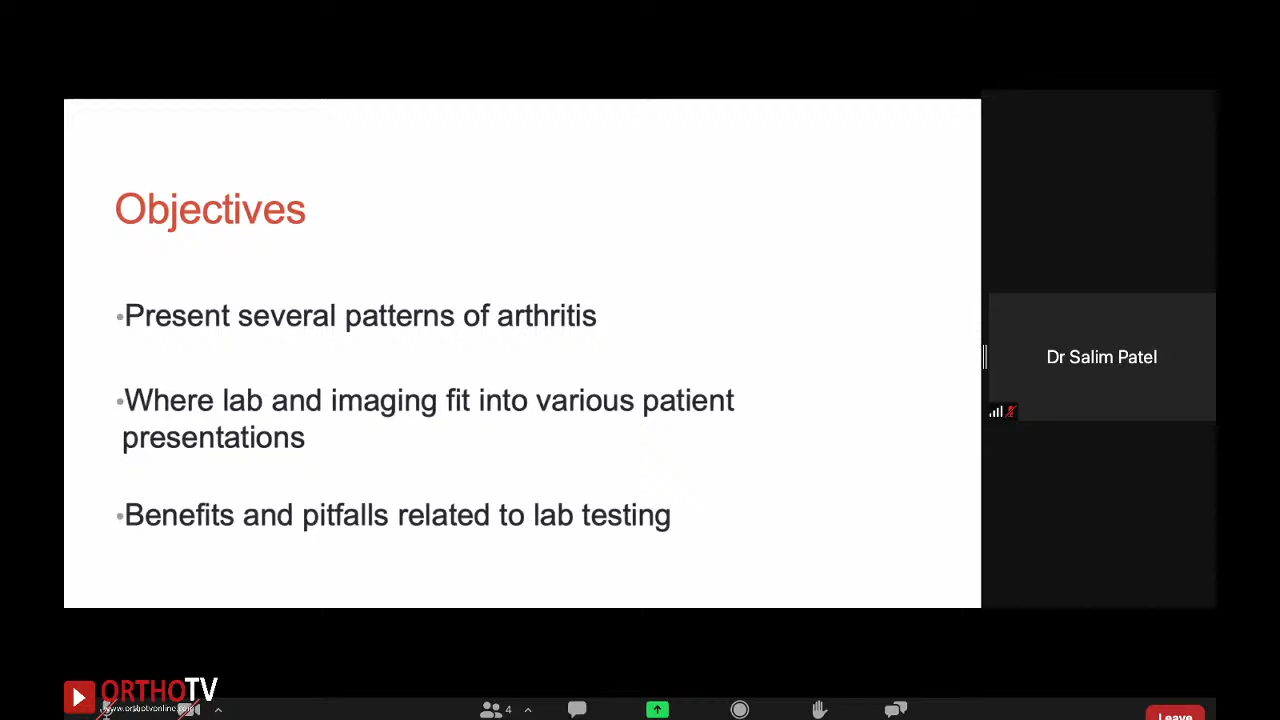 Objectives
•Present several patterns of arthritis
•Where lab and imaging fit into various patient
presentations
•Benefits and pitfalls related to lab testing
Dr Salim Patel
ORTHOTV
www.orthotvonline.com
4
Leave